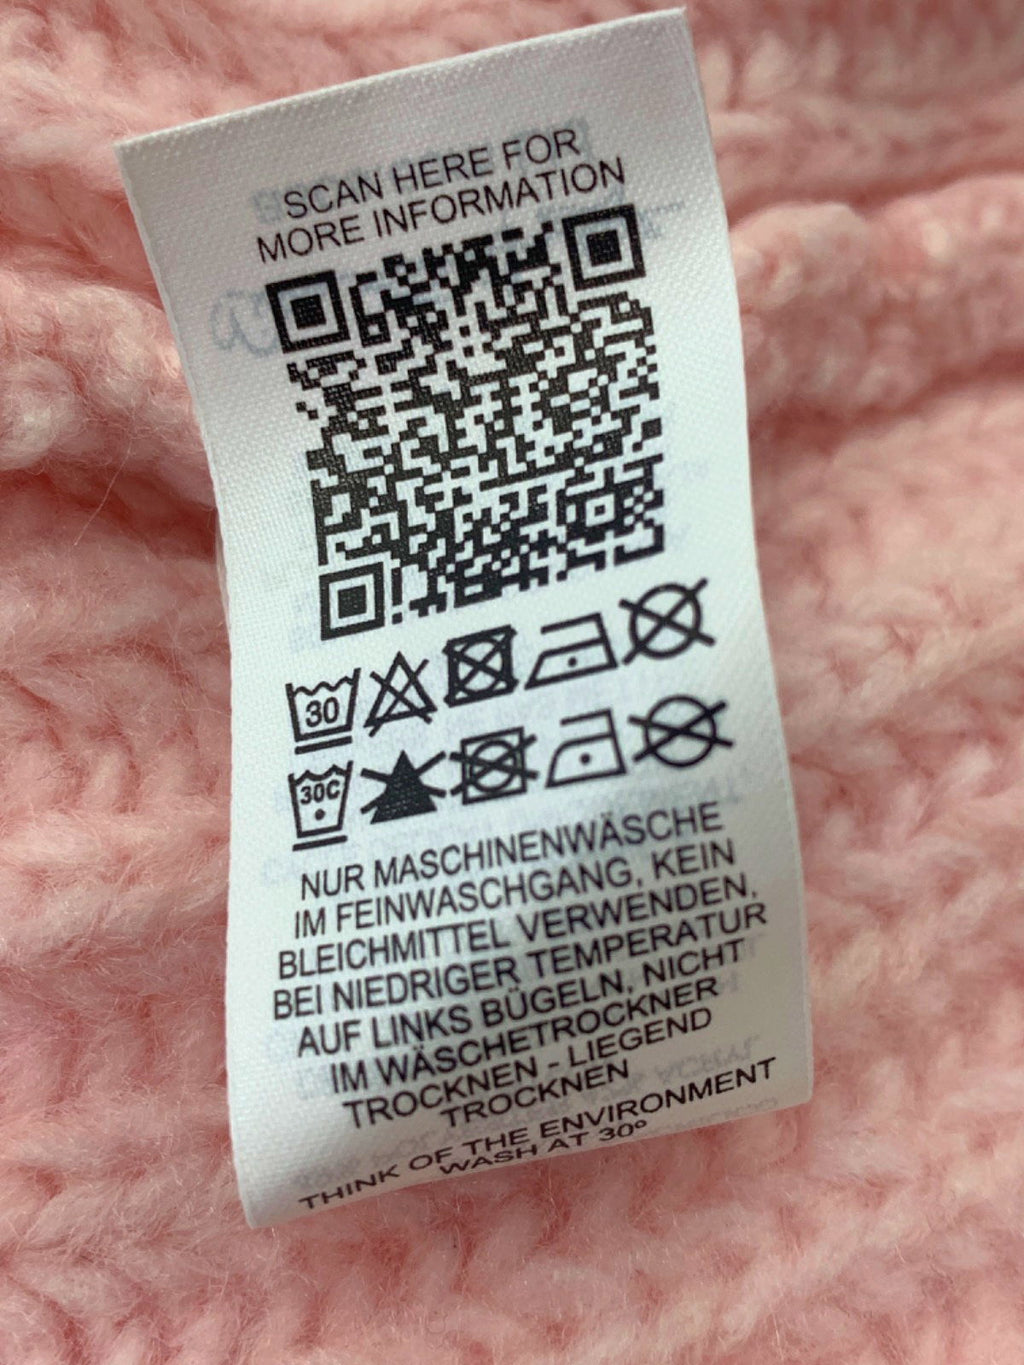 SCAN HERE FOR
MORE INFORMATION
30
30C
NUR MASCHINENWÄSCHE
IM FEINWASCHGANG, KEIN
BLEICHMITTEL VERWENDEN,
BEI NIEDRIGER TEMPERATUR
AUF LINKS BÜGELN, NICHT
IM WÄSCHETROCKNER
TROCKNEN - LIEGEND
TROCKNEN
THINK OF THE ENVIRONMENT
WASH AT 30º